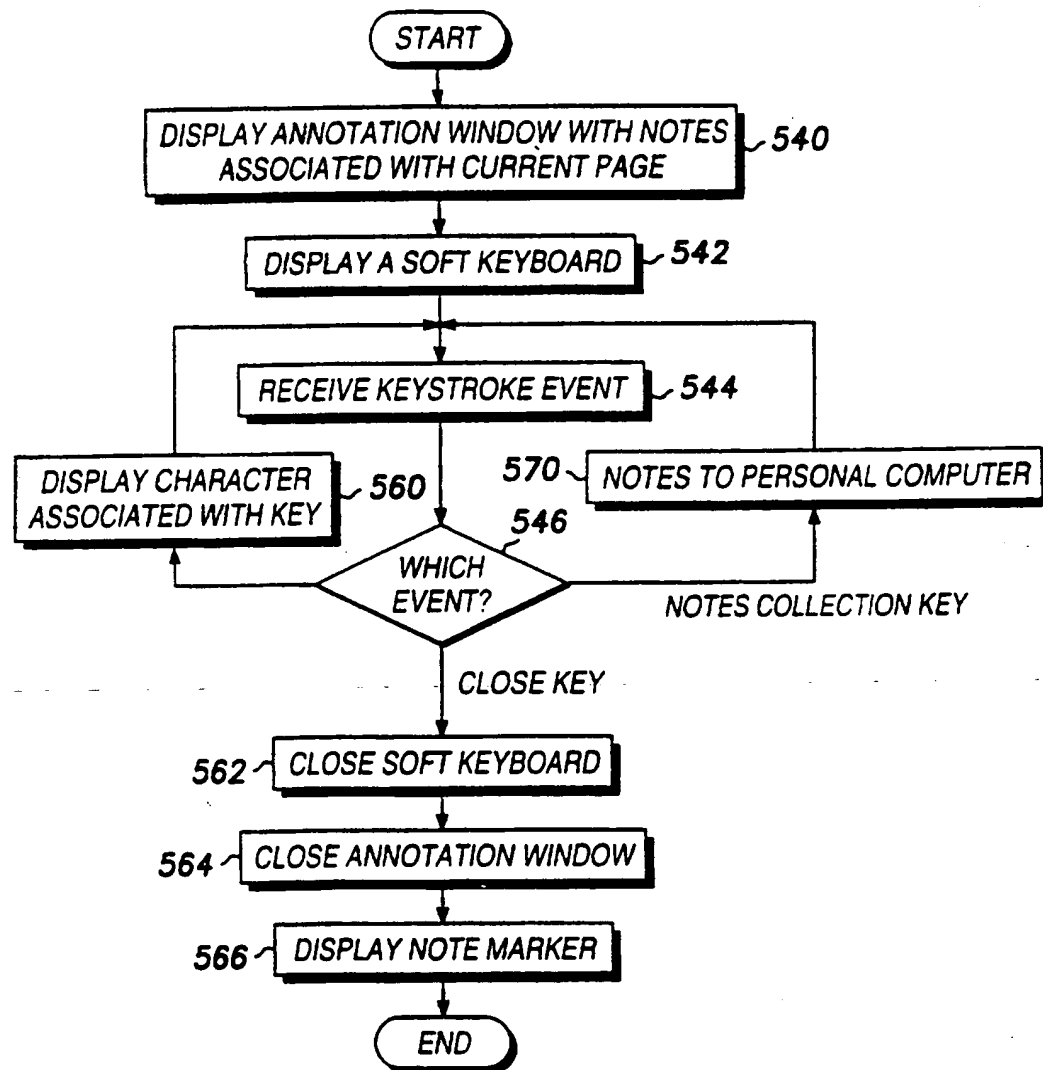 START
DISPLAY ANNOTATION WINDOW WITH NOTES
ASSOCIATED WITH CURRENT PAGE
540
DISPLAY A SOFT KEYBOARD
542
RECEIVE KEYSTROKE EVENT
544
DISPLAY CHARACTER
ASSOCIATED WITH KEY
560
570
NOTES TO PERSONAL COMPUTER
546
WHICH
EVENT?
NOTES COLLECTION KEY
CLOSE KEY
562
CLOSE SOFT KEYBOARD
564
CLOSE ANNOTATION WINDOW
566
DISPLAY NOTE MARKER
END